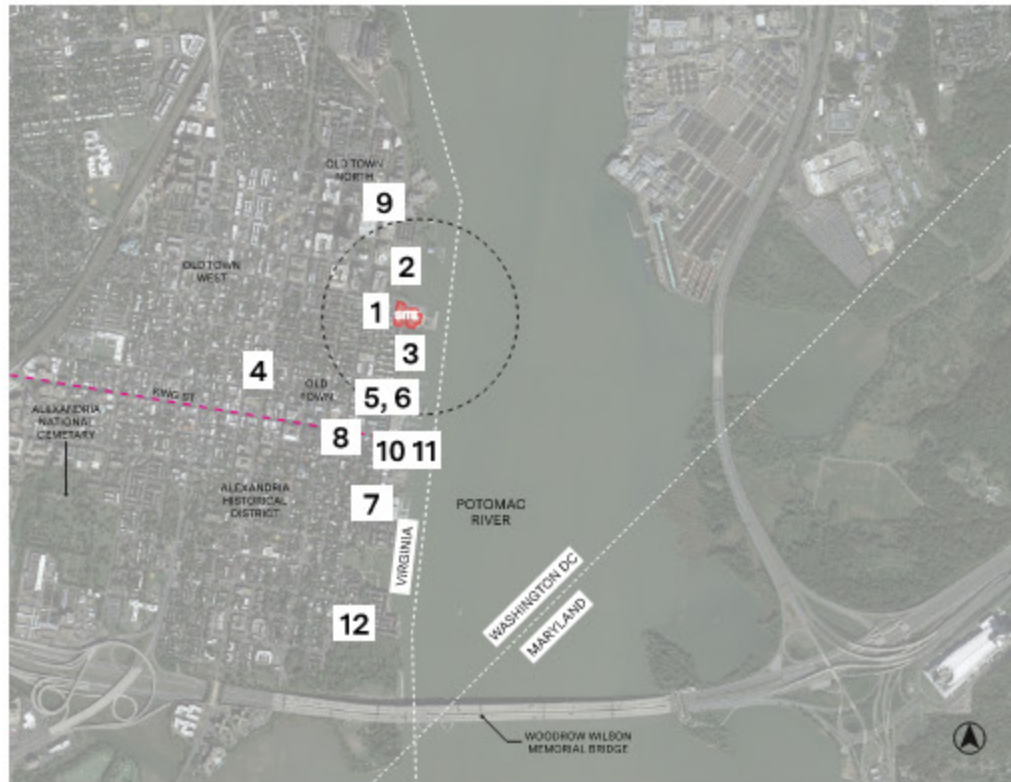 OLD TOWN
NORTH
9
OLD TOWN
WEST
2
1
SITE
3
4
OLD
TOWN
5, 6
KING ST
ALEXANDRIA
NATIONAL
CEMETARY
8
10 11
ALEXANDRIA
HISTORICAL
DISTRICT
7
POTOMAC
RIVER
VIRGINIA
WASHINGTON DC
MARYLAND
12
WOODROW WILSON
MEMORIAL BRIDGE